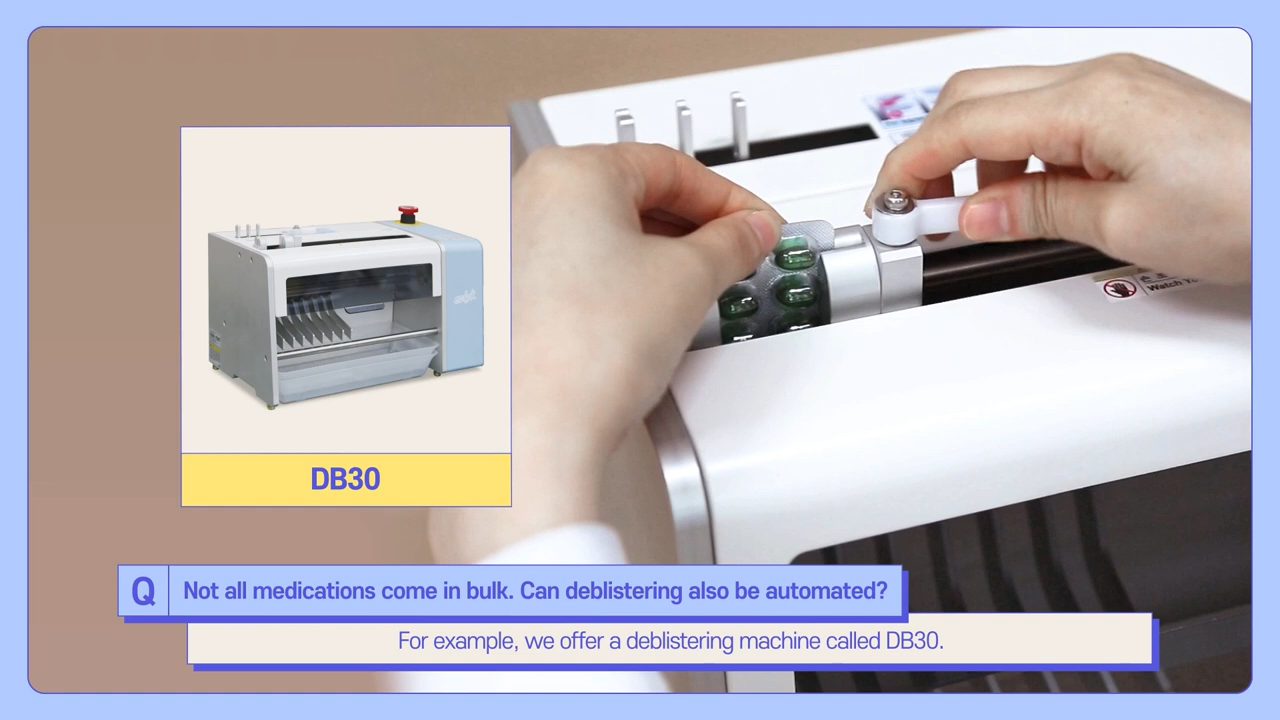 DB30
Q
Not all medications come in bulk. Can deblistering also be automated?
For example, we offer a deblistering machine called DB30.